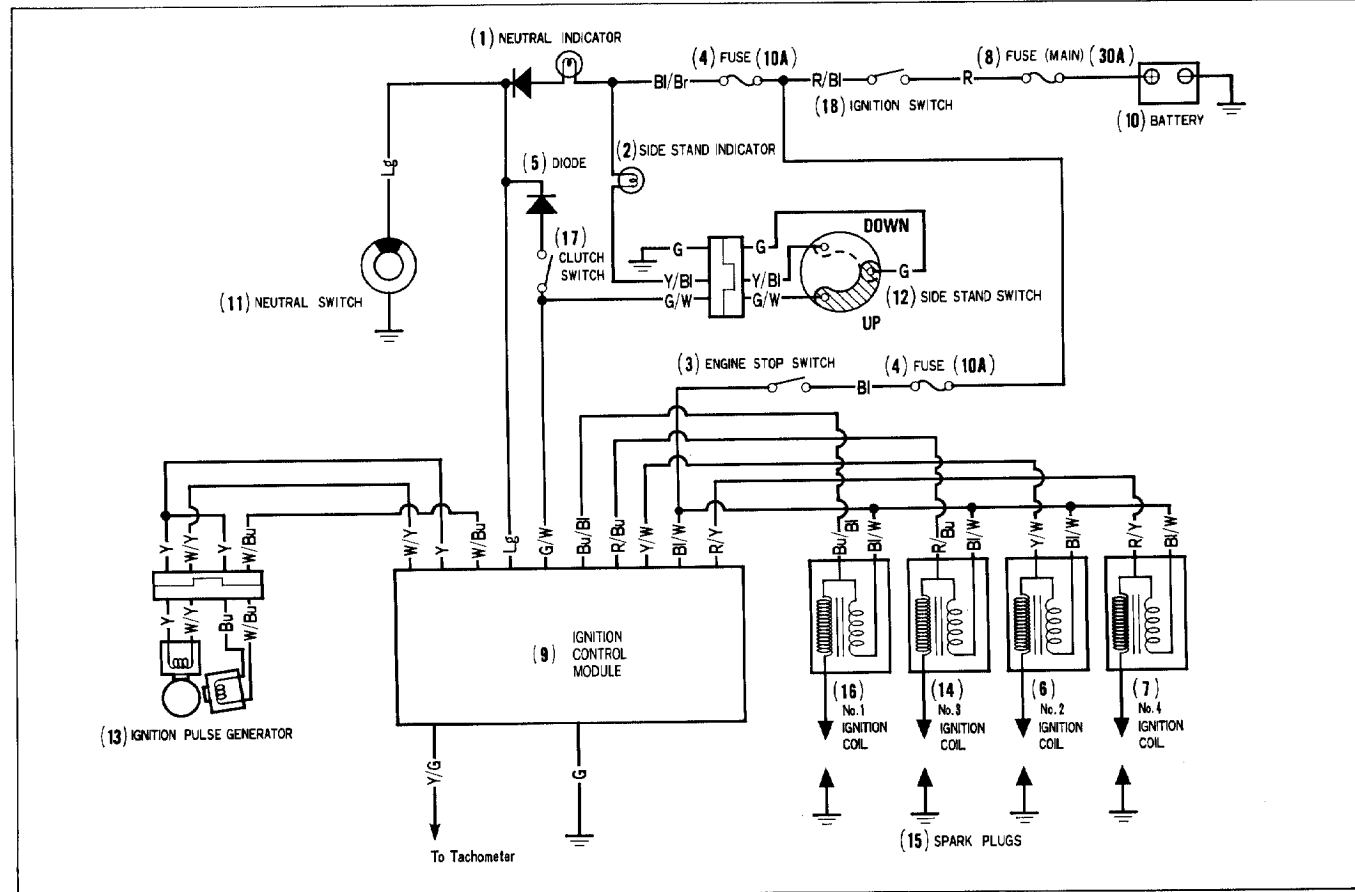 (1) NEUTRAL INDICATOR
(4) FUSE (10A)
(8) FUSE (MAIN) (30A)
Bl/Br
R/Bl
R
(18) IGNITION SWITCH
(10) BATTERY
(2) SIDE STAND INDICATOR
(5) DIODE
Lg
(17) CLUTCH SWITCH
DOWN
G
G
G
Y/Bl
Y/Bl
G/W
G/W
(12) SIDE STAND SWITCH
UP
(11) NEUTRAL SWITCH
(3) ENGINE STOP SWITCH
(4) FUSE (10A)
Bl
Y
W/Y
Y
W/Bu
W/Y
Y
W/Bu
Lg
G/W
Bu/Bl
R/Bu
Y/W
Bl/W
R/Y
Bu/Bl
Bl/W
R/Bu
Bl/W
Y/W
Bl/W
R/Y
Bl/W
Y
W/Y
Bu
W/Bu
(9)
IGNITION
CONTROL
MODULE
(13) IGNITION PULSE GENERATOR
(16)
No.1
IGNITION
COIL
(14)
No.3
IGNITION
COIL
(6)
No.2
IGNITION
COIL
(7)
No.4
IGNITION
COIL
Y/G
G
(15) SPARK PLUGS
To Tachometer